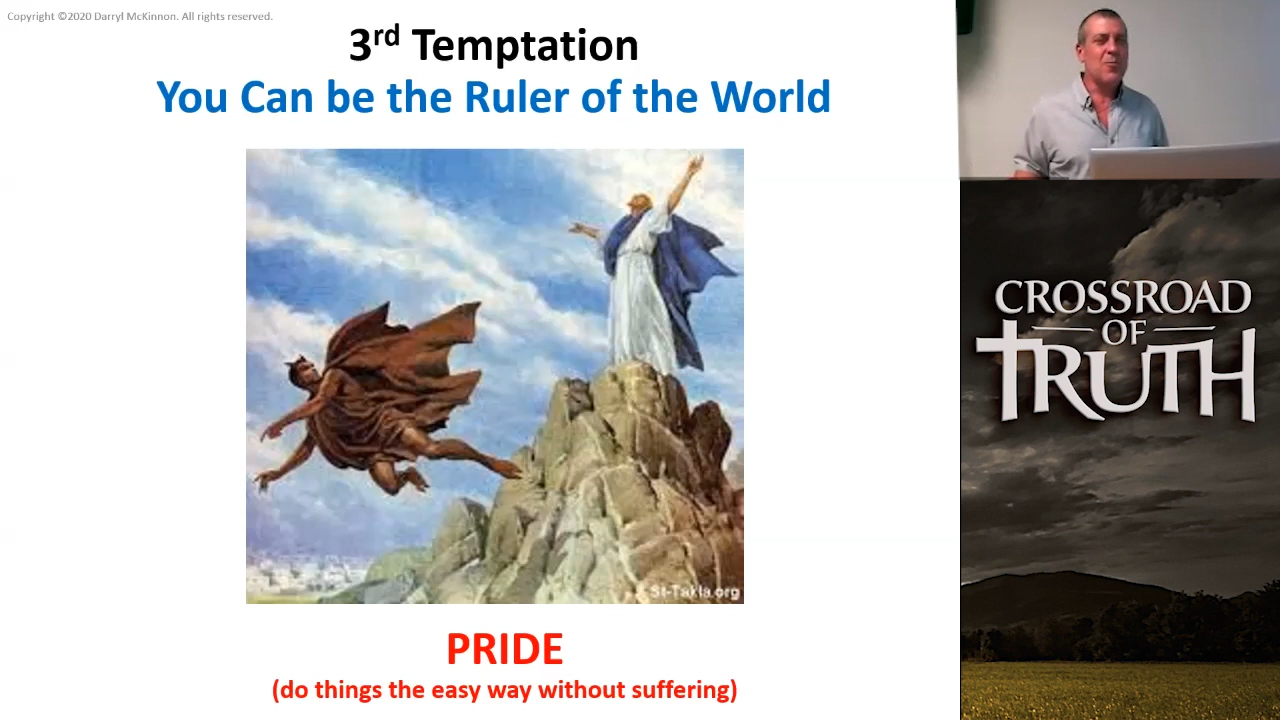 Copyright ©2020 Darryl McKinnon. All rights reserved.
3rd Temptation
You Can be the Ruler of the World
St-Takla.org
PRIDE
(do things the easy way without suffering)
CROSSROAD
OF
TRUTH